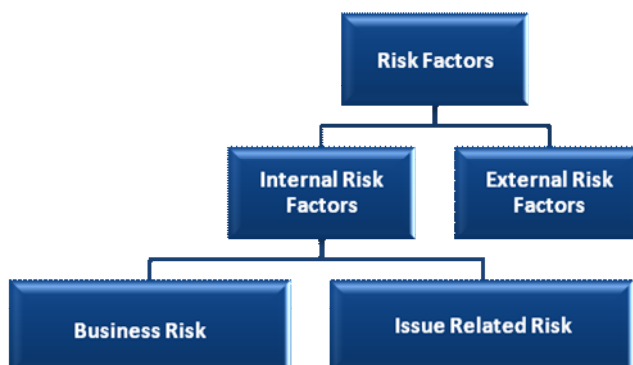 Risk Factors
Internal Risk
Factors
External Risk
Factors
Business Risk
Issue Related Risk